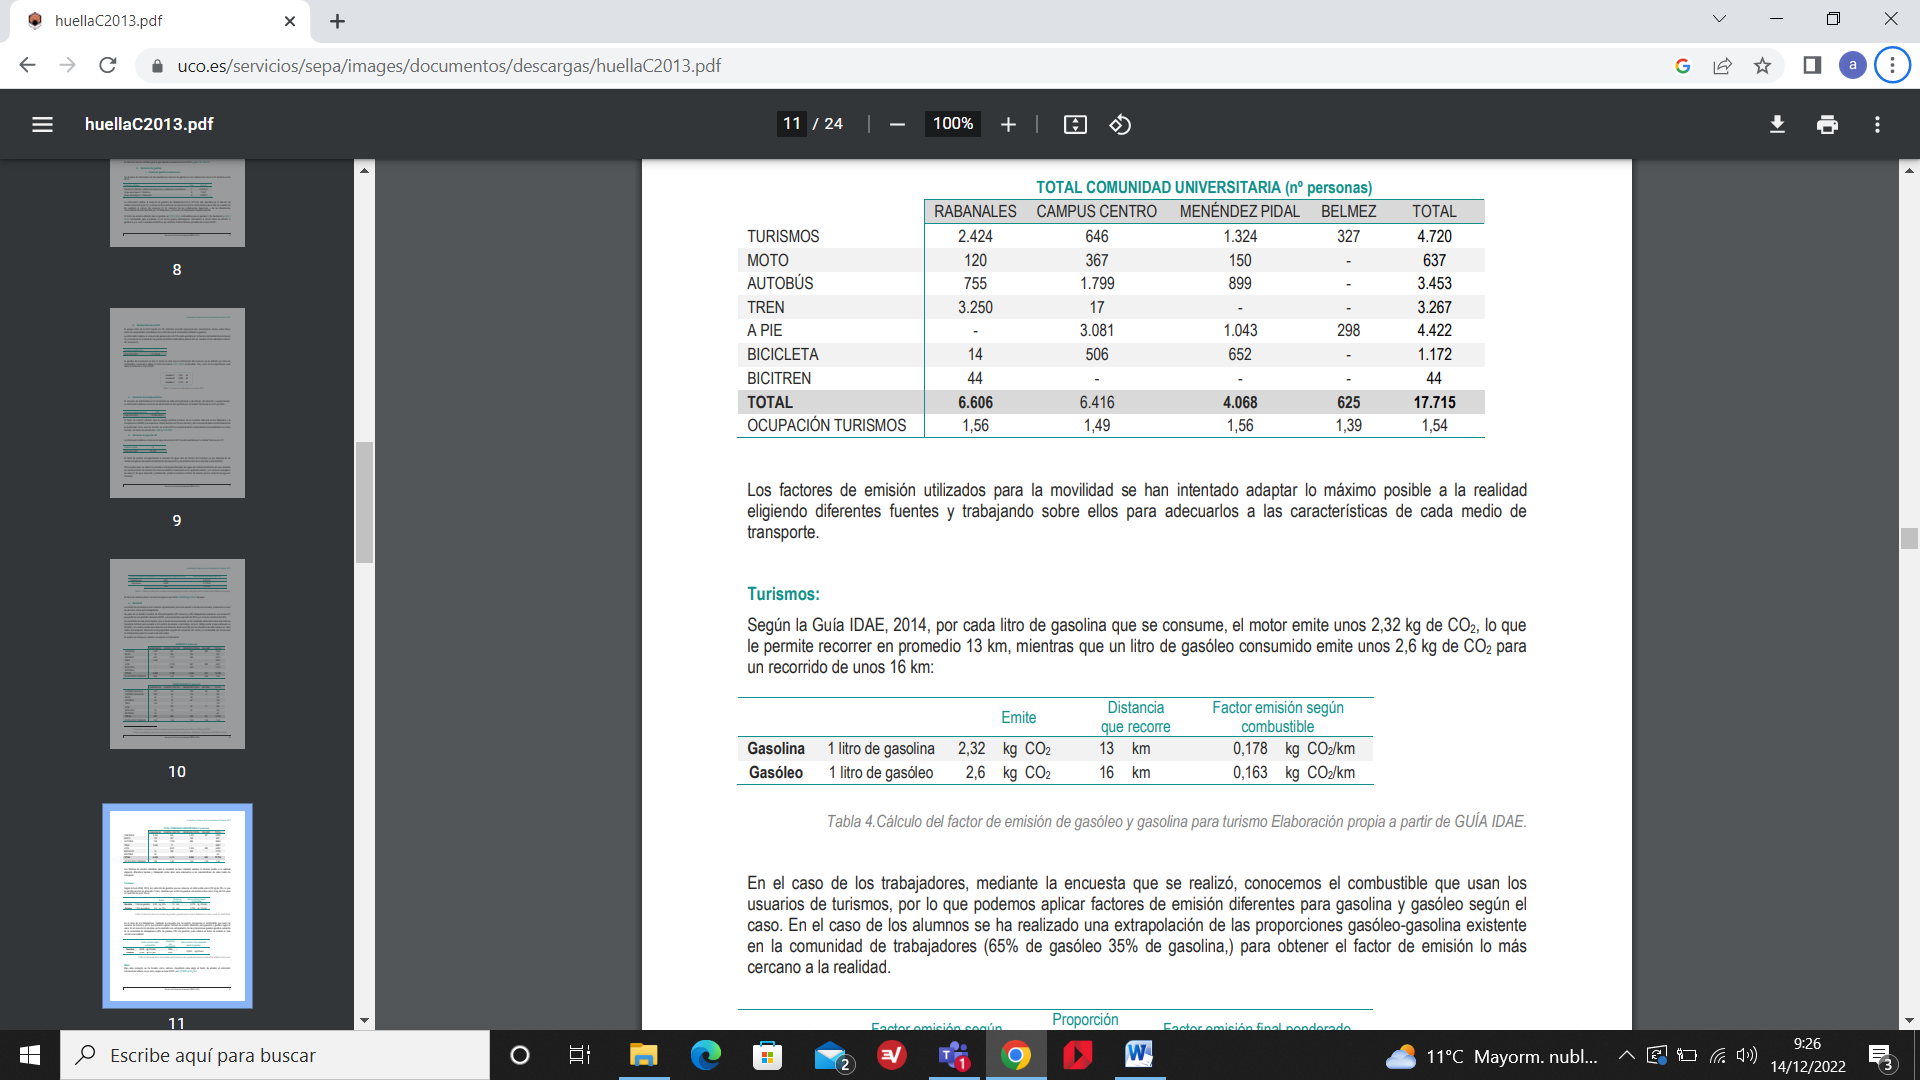 huellaC2013.pdf
uco.es/servicios/sepa/images/documentos/descargas/huellaC2013.pdf
a
huellaC2013.pdf
11 / 24
100%
8
9
10
11
TOTAL COMUNIDAD UNIVERSITARIA (nº personas)
RABANALES CAMPUS CENTRO MENÉNDEZ PIDAL BELMEZ TOTAL
TURISMOS 2.424 646 1.324 327 4.720
MOTO 120 367 150 - 637
AUTOBÚS 755 1.799 899 - 3.453
TREN 3.250 17 - - 3.267
A PIE - 3.081 1.043 298 4.422
BICICLETA 14 506 652 - 1.172
BICITREN 44 - - - 44
TOTAL 6.606 6.416 4.068 625 17.715
OCUPACIÓN TURISMOS 1,56 1,49 1,56 1,39 1,54
Los factores de emisión utilizados para la movilidad se han intentado adaptar lo máximo posible a la realidad
eligiendo diferentes fuentes y trabajando sobre ellos para adecuarlos a las características de cada medio de
transporte.
Turismos:
Según la Guía IDAE, 2014, por cada litro de gasolina que se consume, el motor emite unos 2,32 kg de CO₂, lo que
le permite recorrer en promedio 13 km, mientras que un litro de gasóleo consumido emite unos 2,6 kg de CO₂ para
un recorrido de unos 16 km:
Emite Distancia que recorre Factor emisión según combustible
Gasolina 1 litro de gasolina 2,32 kg CO₂ 13 km 0,178 kg CO₂/km
Gasóleo 1 litro de gasóleo 2,6 kg CO₂ 16 km 0,163 kg CO₂/km
Tabla 4.Cálculo del factor de emisión de gasóleo y gasolina para turismo Elaboración propia a partir de GUÍA IDAE.
En el caso de los trabajadores, mediante la encuesta que se realizó, conocemos el combustible que usan los
usuarios de turismos, por lo que podemos aplicar factores de emisión diferentes para gasolina y gasóleo según el
caso. En el caso de los alumnos se ha realizado una extrapolación de las proporciones gasóleo-gasolina existente
en la comunidad de trabajadores (65% de gasóleo 35% de gasolina,) para obtener el factor de emisión lo más
cercano a la realidad.
Factor emisión según Proporción Factor emisión final ponderado
Escribe aquí para buscar
2
1
11°C Mayorm. nubl...
9:26
14/12/2022
3